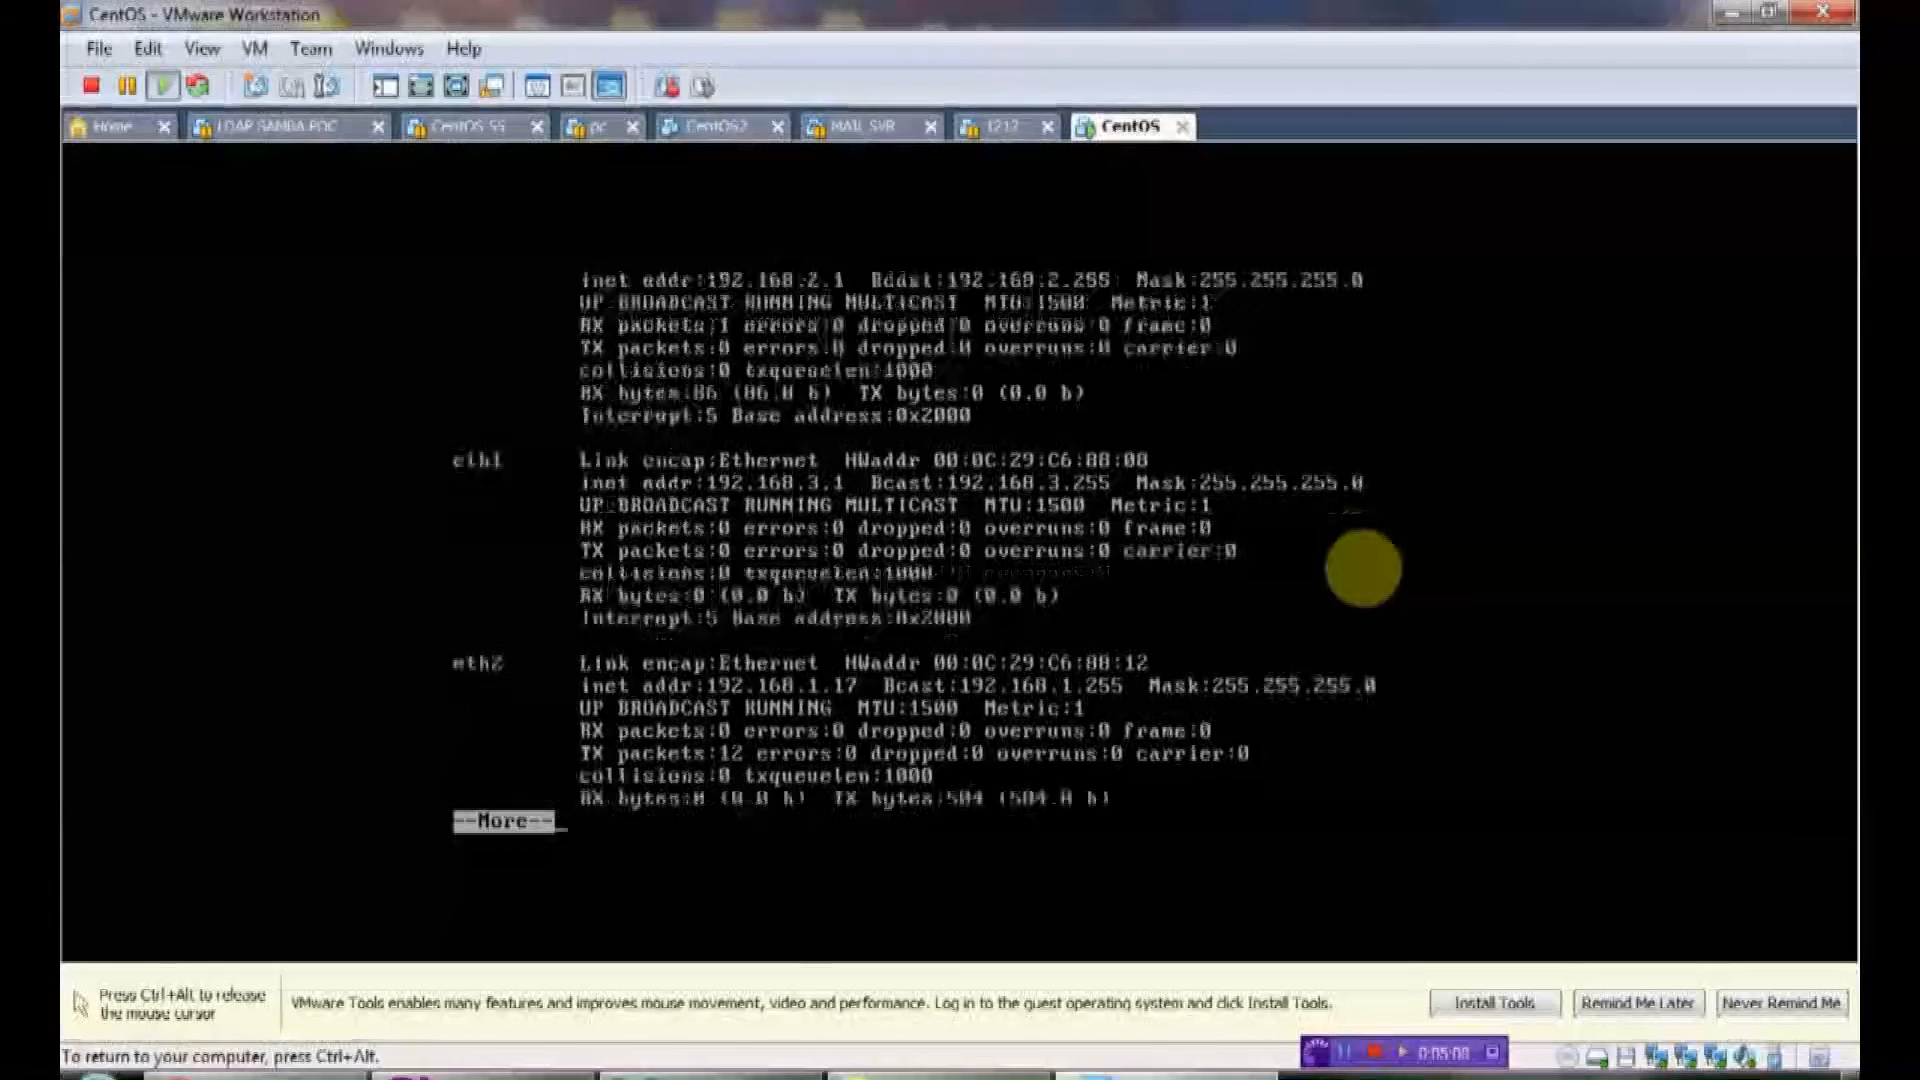 CentOS - VMware Workstation
File Edit View VM Team Windows Help
Home LDAP SAMBA PDC CentOS 55 pc CentOS2 MAIL SVR 1212 CentOS
inet addr:192.168.2.1 Bcast:192.168.2.255 Mask:255.255.255.0
UP BROADCAST RUNNING MULTICAST MTU:1500 Metric:1
RX packets:1 errors:0 dropped:0 overruns:0 frame:0
TX packets:0 errors:0 dropped:0 overruns:0 carrier:0
collisions:0 txqueuelen:1000
RX bytes:86 (86.0 b) TX bytes:0 (0.0 b)
Interrupt:5 Base address:0x2000
eth1 Link encap:Ethernet HWaddr 00:0C:29:C6:88:08
inet addr:192.168.3.1 Bcast:192.168.3.255 Mask:255.255.255.0
UP BROADCAST RUNNING MULTICAST MTU:1500 Metric:1
RX packets:0 errors:0 dropped:0 overruns:0 frame:0
TX packets:0 errors:0 dropped:0 overruns:0 carrier:0
collisions:0 txqueuelen:1000
RX bytes:0 (0.0 b) TX bytes:0 (0.0 b)
Interrupt:5 Base address:0x2080
eth2 Link encap:Ethernet HWaddr 00:0C:29:C6:88:12
inet addr:192.168.1.17 Bcast:192.168.1.255 Mask:255.255.255.0
UP BROADCAST RUNNING MTU:1500 Metric:1
RX packets:0 errors:0 dropped:0 overruns:0 frame:0
TX packets:12 errors:0 dropped:0 overruns:0 carrier:0
collisions:0 txqueuelen:1000
RX bytes:0 (0.0 b) TX bytes:504 (504.0 b)
--More--
Press Ctrl+Alt to release
the mouse cursor
VMware Tools enables many features and improves mouse movement, video and performance. Log in to the guest operating system and click Install Tools.
Install Tools Remind Me Later Never Remind Me
To return to your computer, press Ctrl+Alt.
0:05:00